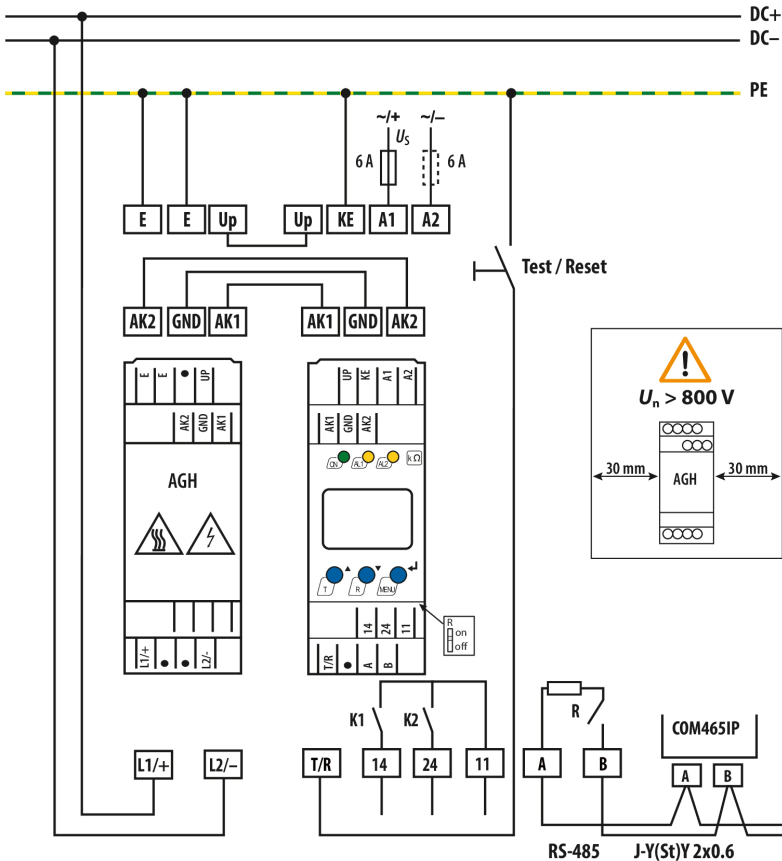 DC+
DC–
PE
~/+ ~/–
U_S
6 A 6 A
E E Up Up KE A1 A2
Test / Reset
AK2 GND AK1 AK1 GND AK2
E E UP UP KE A1 A2
AK2 GND AK1 AK1 GND AK2
ON AL1 AL2 kΩ
AGH
T R MENU
R
on
off
14 24 11
L1/+ L2/- T/R A B
Uₙ > 800 V
30 mm AGH 30 mm
K1 K2
R
COM465IP
L1/+ L2/– T/R 14 24 11 A B A B
RS-485 J-Y(St)Y 2x0.6